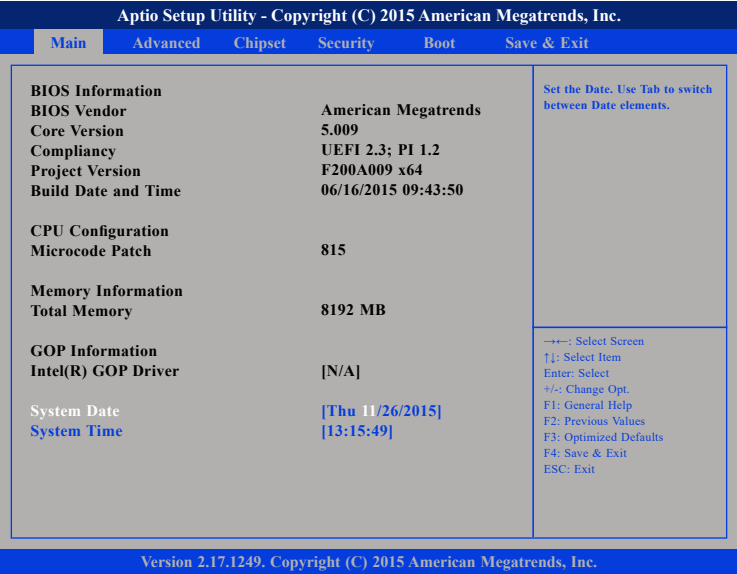 Aptio Setup Utility - Copyright (C) 2015 American Megatrends, Inc.
Main Advanced Chipset Security Boot Save & Exit
BIOS Information
BIOS Vendor American Megatrends
Core Version 5.009
Compliancy UEFI 2.3; PI 1.2
Project Version F200A009 x64
Build Date and Time 06/16/2015 09:43:50
CPU Configuration
Microcode Patch 815
Memory Information
Total Memory 8192 MB
GOP Information
Intel(R) GOP Driver [N/A]
System Date [Thu 11/26/2015]
System Time [13:15:49]
Set the Date. Use Tab to switch
between Date elements.
→←: Select Screen
↑↓: Select Item
Enter: Select
+/-: Change Opt.
F1: General Help
F2: Previous Values
F3: Optimized Defaults
F4: Save & Exit
ESC: Exit
Version 2.17.1249. Copyright (C) 2015 American Megatrends, Inc.